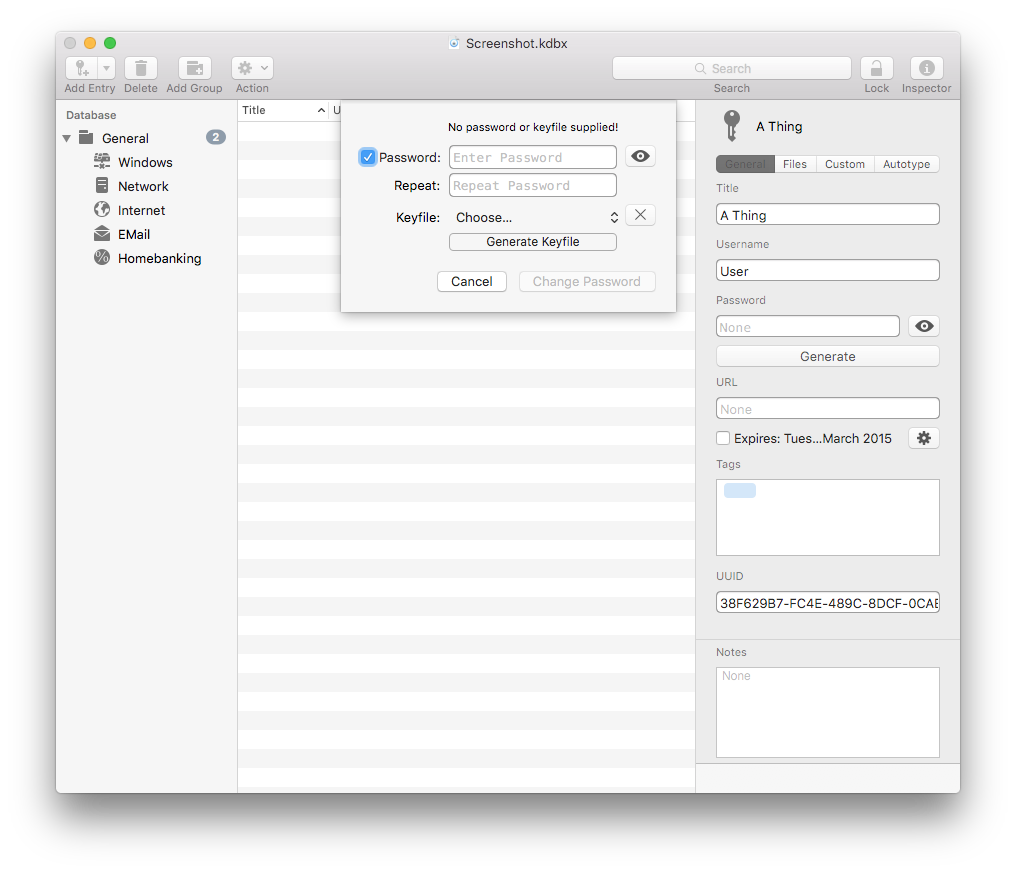 Screenshot.kdbx
Search
Add Entry Delete Add Group Action Search Lock Inspector
Database
General 2
Windows
Network
Internet
EMail
Homebanking
Title U
No password or keyfile supplied!
Password: Enter Password
Repeat: Repeat Password
Keyfile: Choose...
Generate Keyfile
Cancel Change Password
A Thing
General Files Custom Autotype
Title
A Thing
Username
User
Password
None
Generate
URL
None
Expires: Tues...March 2015
Tags
UUID
38F629B7-FC4E-489C-8DCF-0CAE
Notes
None